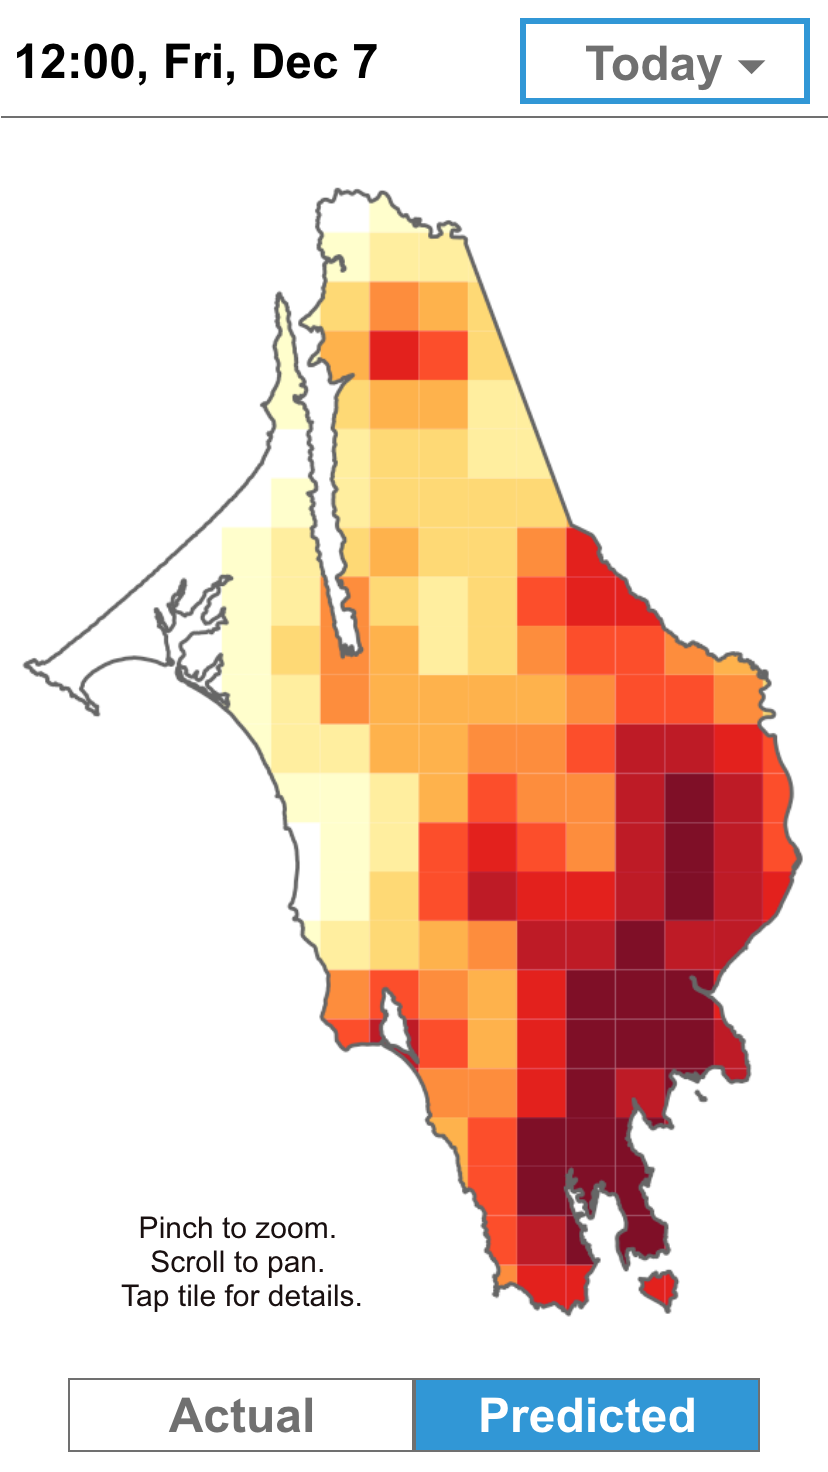 12:00, Fri, Dec 7
Today
Pinch to zoom.
Scroll to pan.
Tap tile for details.
Actual
Predicted